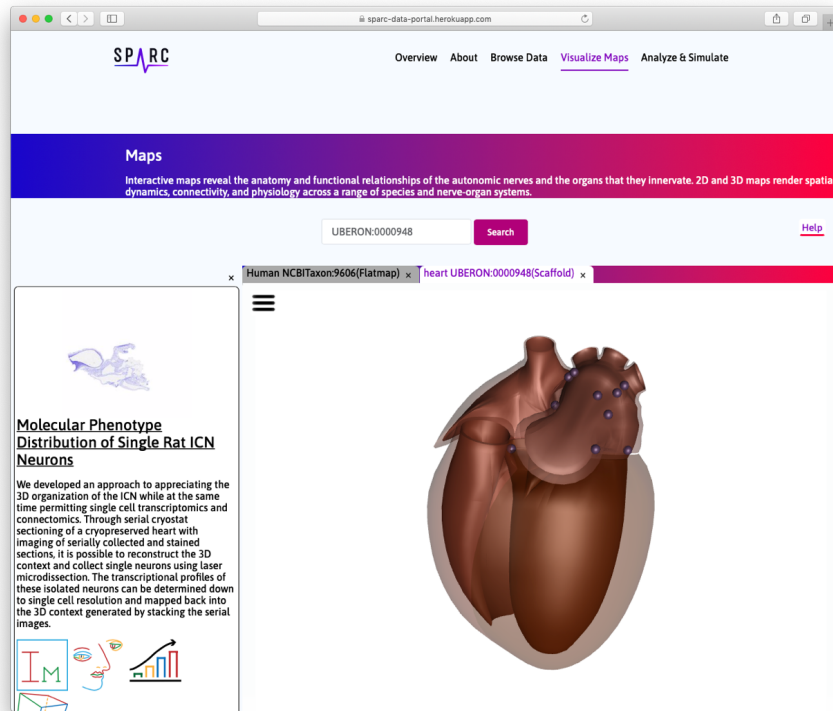 sparc-data-portal.herokuapp.com
SPARC
Overview About Browse Data Visualize Maps Analyze & Simulate
Maps
Interactive maps reveal the anatomy and functional relationships of the autonomic nerves and the organs that they innervate. 2D and 3D maps render spatia
dynamics, connectivity, and physiology across a range of species and nerve-organ systems.
UBERON:0000948 Search
Help
× Human NCBITaxon:9606(Flatmap) × heart UBERON:0000948(Scaffold) ×
Molecular Phenotype
Distribution of Single Rat ICN
Neurons
We developed an approach to appreciating the
3D organization of the ICN while at the same
time permitting single cell transcriptomics and
connectomics. Through serial cryostat
sectioning of a cryopreserved heart with
imaging of serially collected and stained
sections, it is possible to reconstruct the 3D
context and collect single neurons using laser
microdissection. The transcriptional profiles of
these isolated neurons can be determined down
to single cell resolution and mapped back into
the 3D context generated by stacking the serial
images.
IM